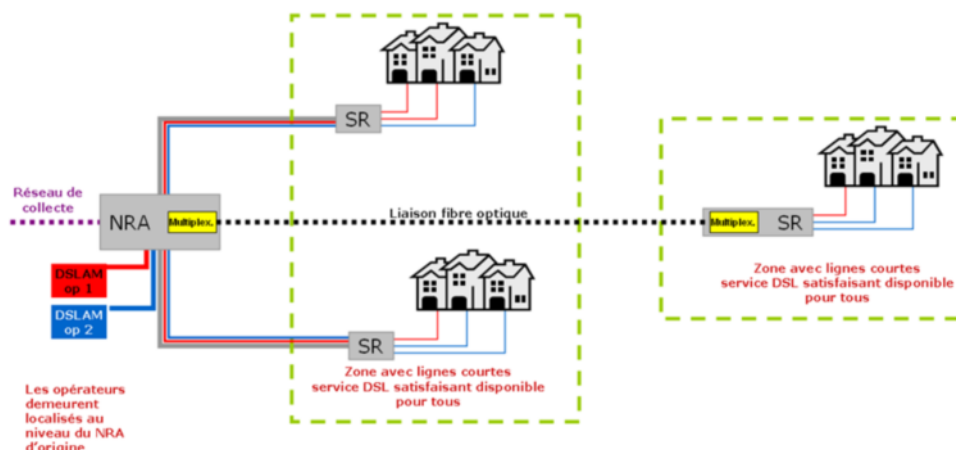 SR
Réseau de
collecte
NRA
Multiplex.
Liaison fibre optique
Multiplex.
SR
DSLAM
op 1
DSLAM
op 2
SR
Zone avec lignes courtes
service DSL satisfaisant disponible
pour tous
Zone avec lignes courtes
service DSL satisfaisant disponible
pour tous
Les opérateurs
demeurent
localisés au
niveau du NRA
d'origine